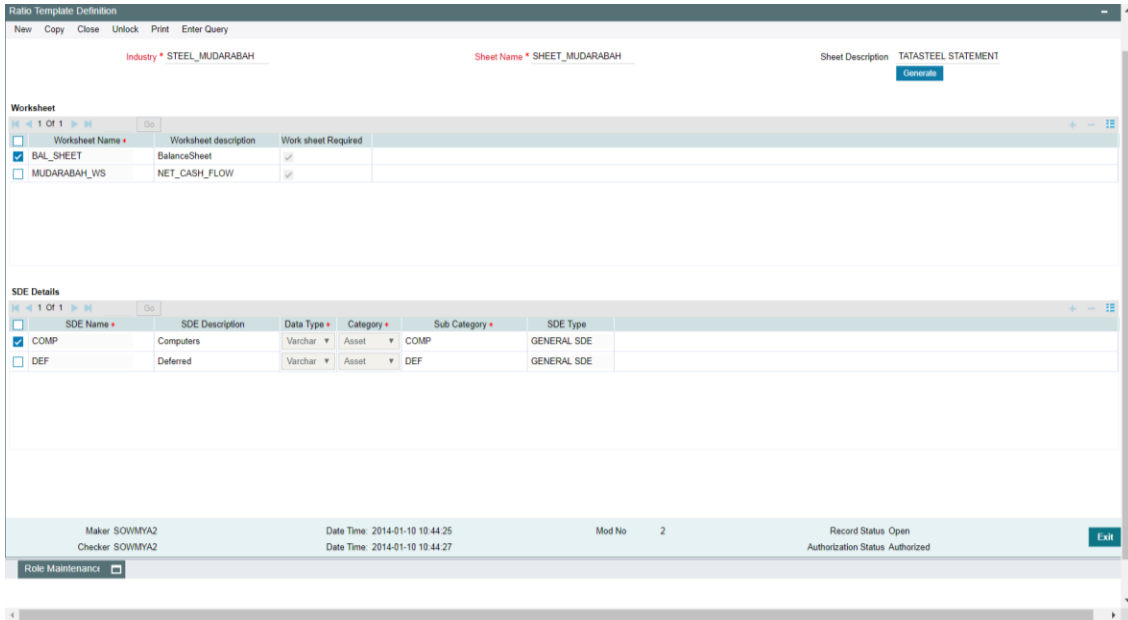 Ratio Template Definition
New Copy Close Unlock Print Enter Query
Industry * STEEL_MUDARABAH Sheet Name * SHEET_MUDARABAH Sheet Description TATASTEEL STATEMENT
Generate
Worksheet
1 Of 1 Go
Worksheet Name * Worksheet description Work sheet Required
BAL_SHEET BalanceSheet
MUDARABAH_WS NET_CASH_FLOW
SDE Details
1 Of 1 Go
SDE Name * SDE Description Data Type * Category * Sub Category * SDE Type
COMP Computers Varchar Asset COMP GENERAL SDE
DEF Deferred Varchar Asset DEF GENERAL SDE
Maker SOWMYA2 Date Time: 2014-01-10 10:44:25 Mod No 2 Record Status Open
Checker SOWMYA2 Date Time: 2014-01-10 10:44:27 Authorization Status Authorized
Exit
Role Maintenance